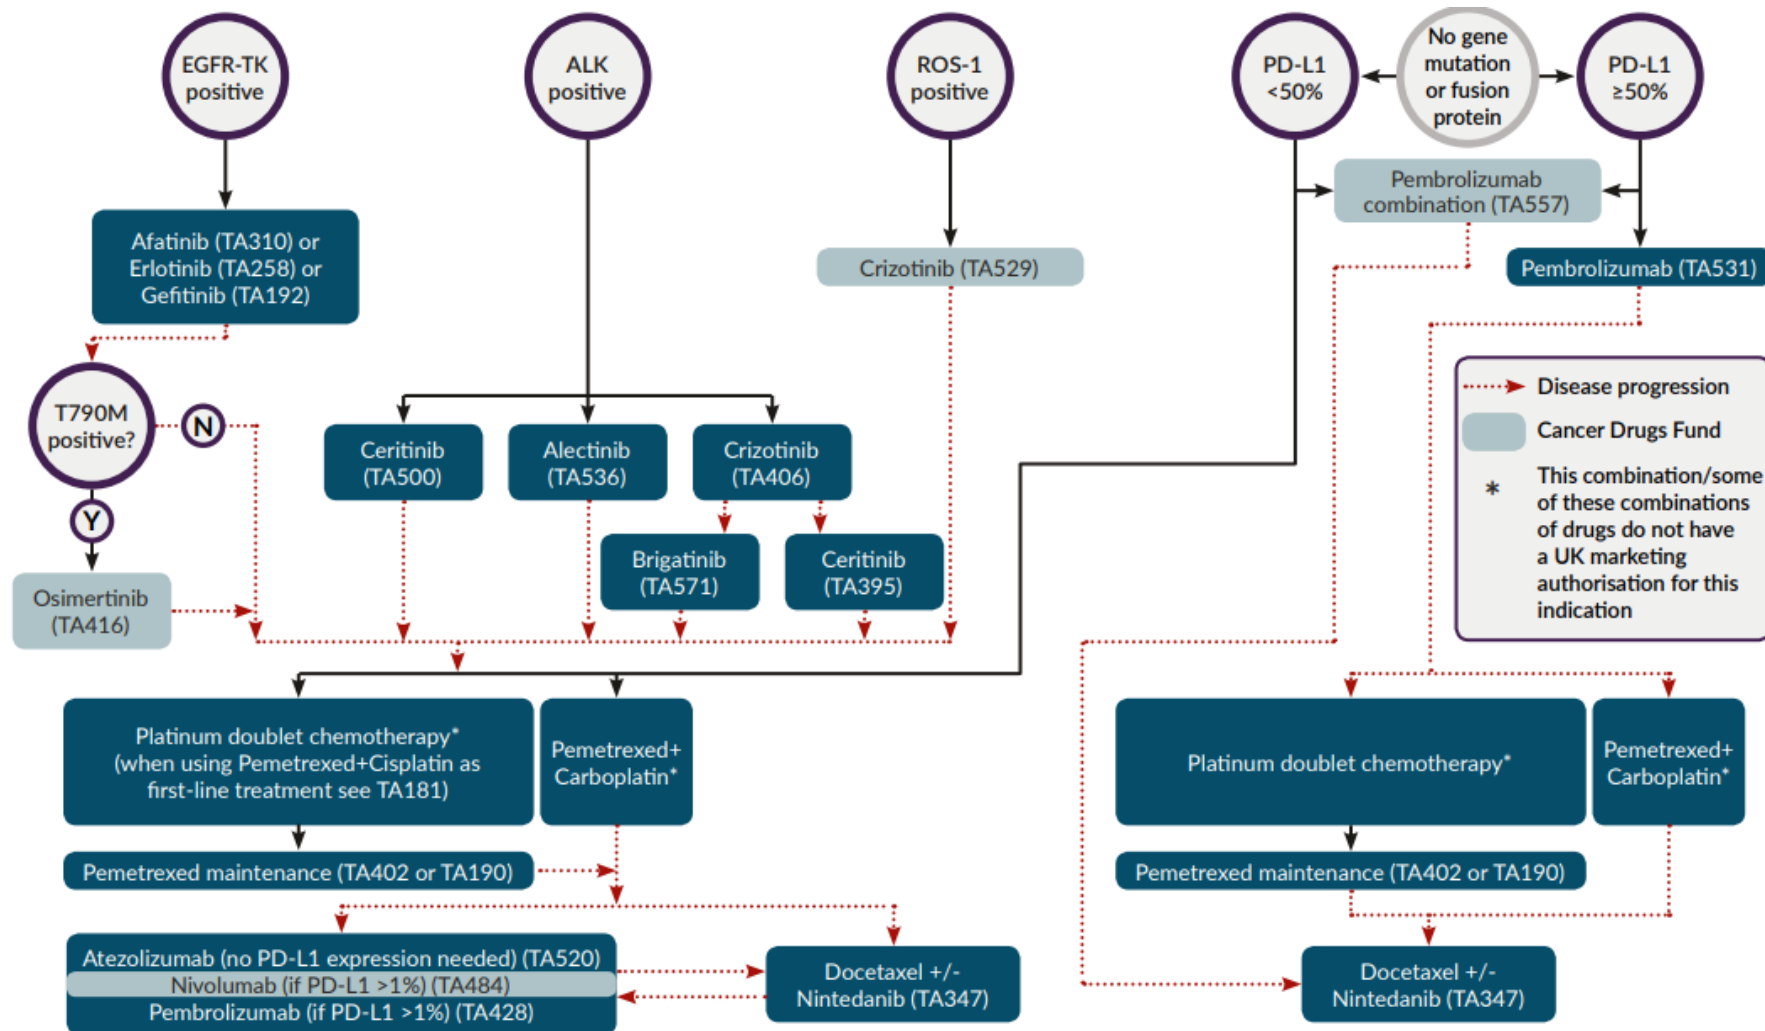 EGFR-TK
positive
ALK
positive
ROS-1
positive
PD-L1
<50%
No gene
mutation
or fusion
protein
PD-L1
≥50%
Pembrolizumab
combination (TA557)
Afatinib (TA310) or
Erlotinib (TA258) or
Gefitinib (TA192)
Crizotinib (TA529)
Pembrolizumab (TA531)
T790M
positive?
N
Y
Ceritinib
(TA500)
Alectinib
(TA536)
Crizotinib
(TA406)
Brigatinib
(TA571)
Ceritinib
(TA395)
Osimertinib
(TA416)
Disease progression
Cancer Drugs Fund
*
This combination/some
of these combinations
of drugs do not have
a UK marketing
authorisation for this
indication
Platinum doublet chemotherapy*
(when using Pemetrexed+Cisplatin as
first-line treatment see TA181)
Pemetrexed+
Carboplatin*
Platinum doublet chemotherapy*
Pemetrexed+
Carboplatin*
Pemetrexed maintenance (TA402 or TA190)
Pemetrexed maintenance (TA402 or TA190)
Atezolizumab (no PD-L1 expression needed) (TA520)
Nivolumab (if PD-L1 >1%) (TA484)
Pembrolizumab (if PD-L1 >1%) (TA428)
Docetaxel +/-
Nintedanib (TA347)
Docetaxel +/-
Nintedanib (TA347)